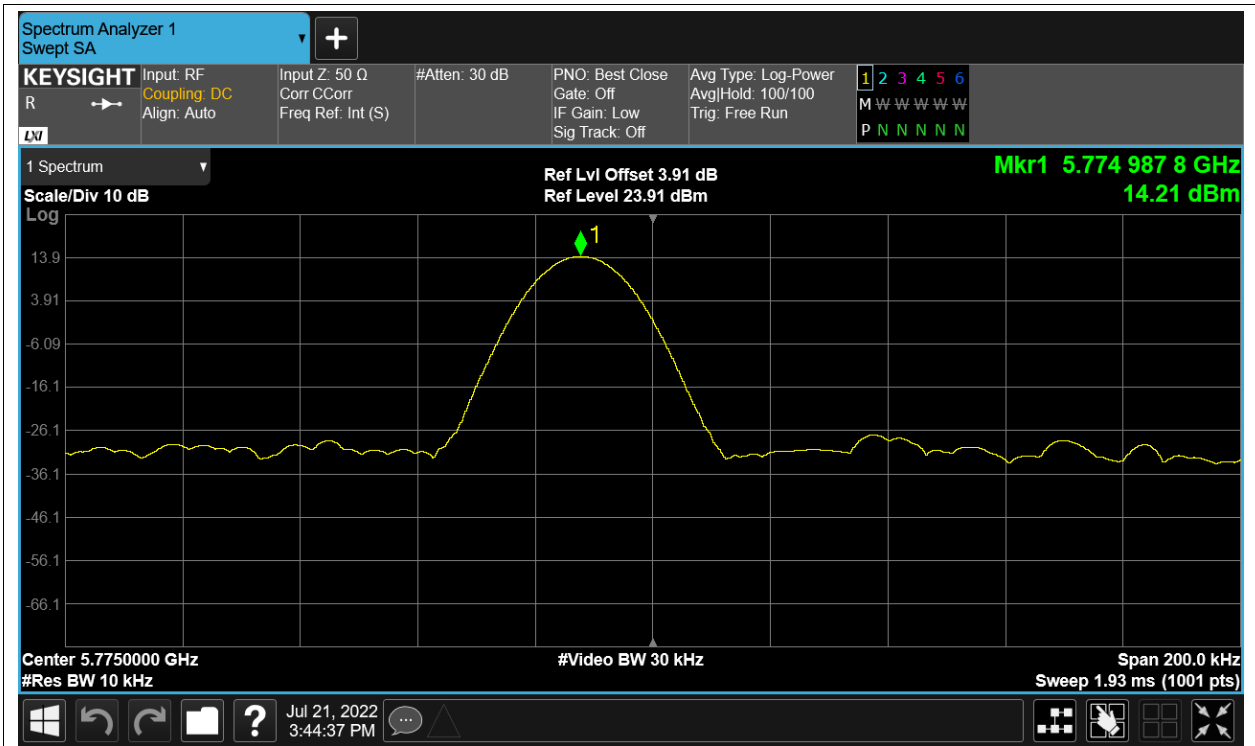 Spectrum Analyzer 1
Swept SA
KEYSIGHT
R
LXI
Input: RF
Coupling: DC
Align: Auto
Input Z: 50 Ω
Corr CCorr
Freq Ref: Int (S)
#Atten: 30 dB
PNO: Best Close
Gate: Off
IF Gain: Low
Sig Track: Off
Avg Type: Log-Power
Avg|Hold: 100/100
Trig: Free Run
1 2 3 4 5 6
M W W W W W
P N N N N N
1 Spectrum
Scale/Div 10 dB
Ref Lvl Offset 3.91 dB
Ref Level 23.91 dBm
Mkr1 5.774 987 8 GHz
14.21 dBm
Log
1
13.9
3.91
-6.09
-16.1
-26.1
-36.1
-46.1
-56.1
-66.1
Center 5.7750000 GHz
#Video BW 30 kHz
Span 200.0 kHz
#Res BW 10 kHz
Sweep 1.93 ms (1001 pts)
?
Jul 21, 2022
3:44:37 PM